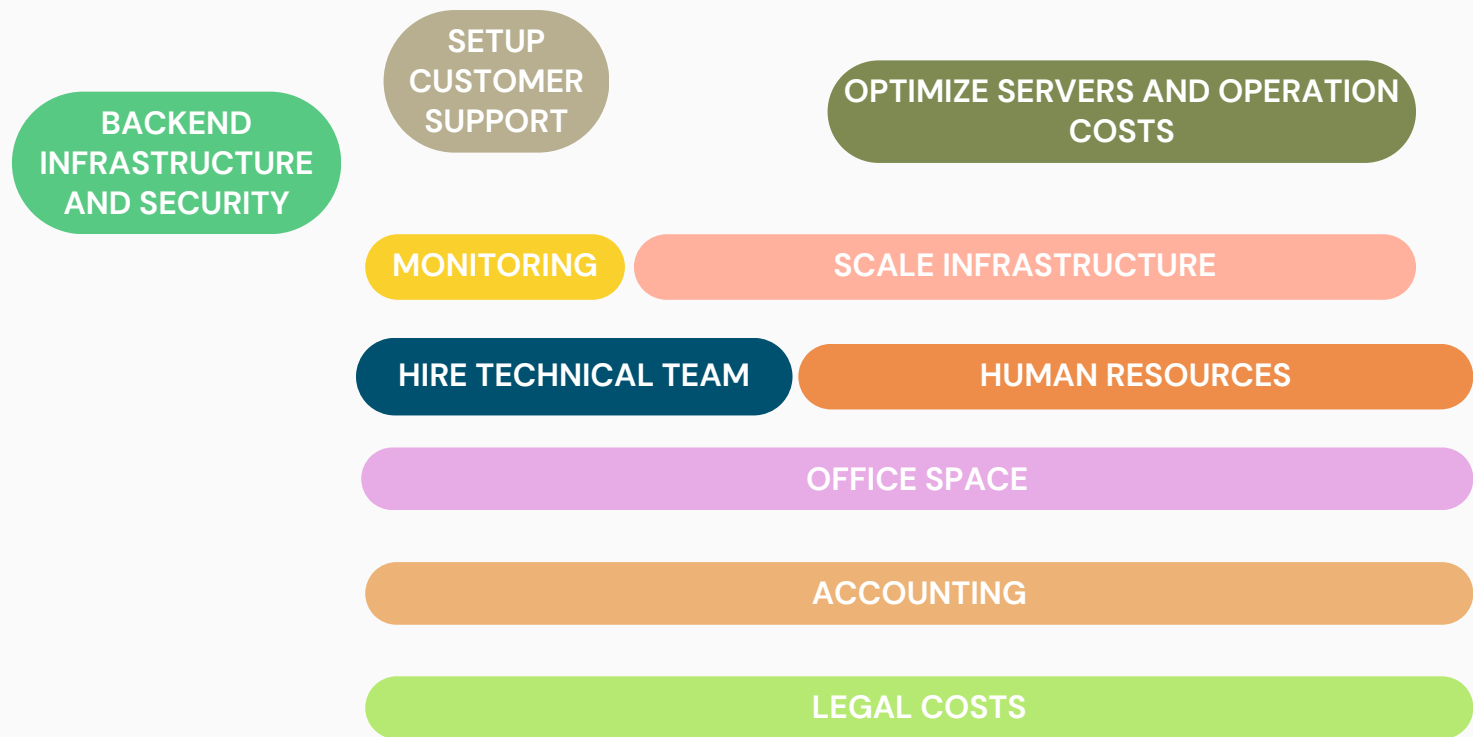 SETUP
CUSTOMER
SUPPORT
OPTIMIZE SERVERS AND OPERATION
COSTS
BACKEND
INFRASTRUCTURE
AND SECURITY
MONITORING
SCALE INFRASTRUCTURE
HIRE TECHNICAL TEAM
HUMAN RESOURCES
OFFICE SPACE
ACCOUNTING
LEGAL COSTS